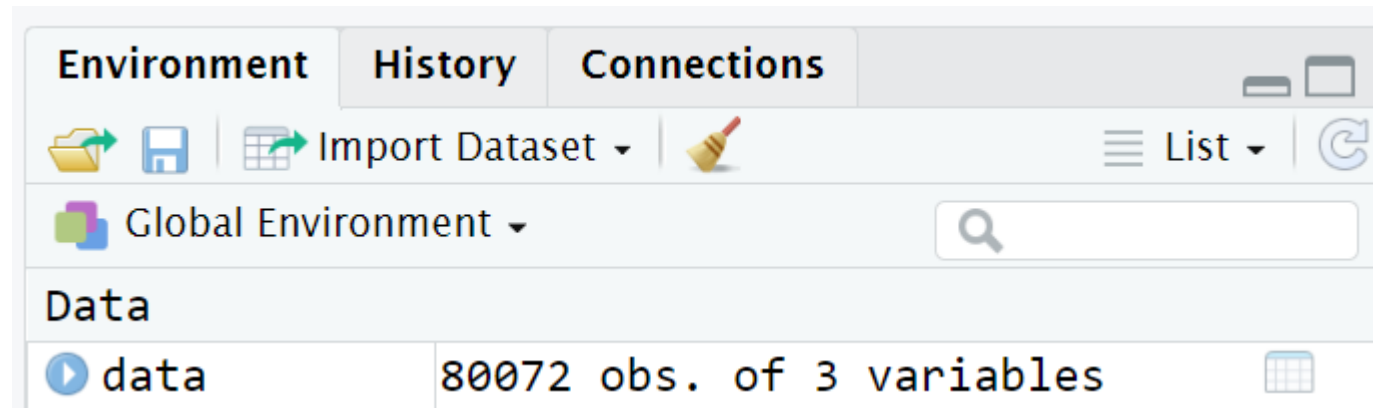 Environment History Connections
Import Dataset List
Global Environment
Data
data 80072 obs. of 3 variables